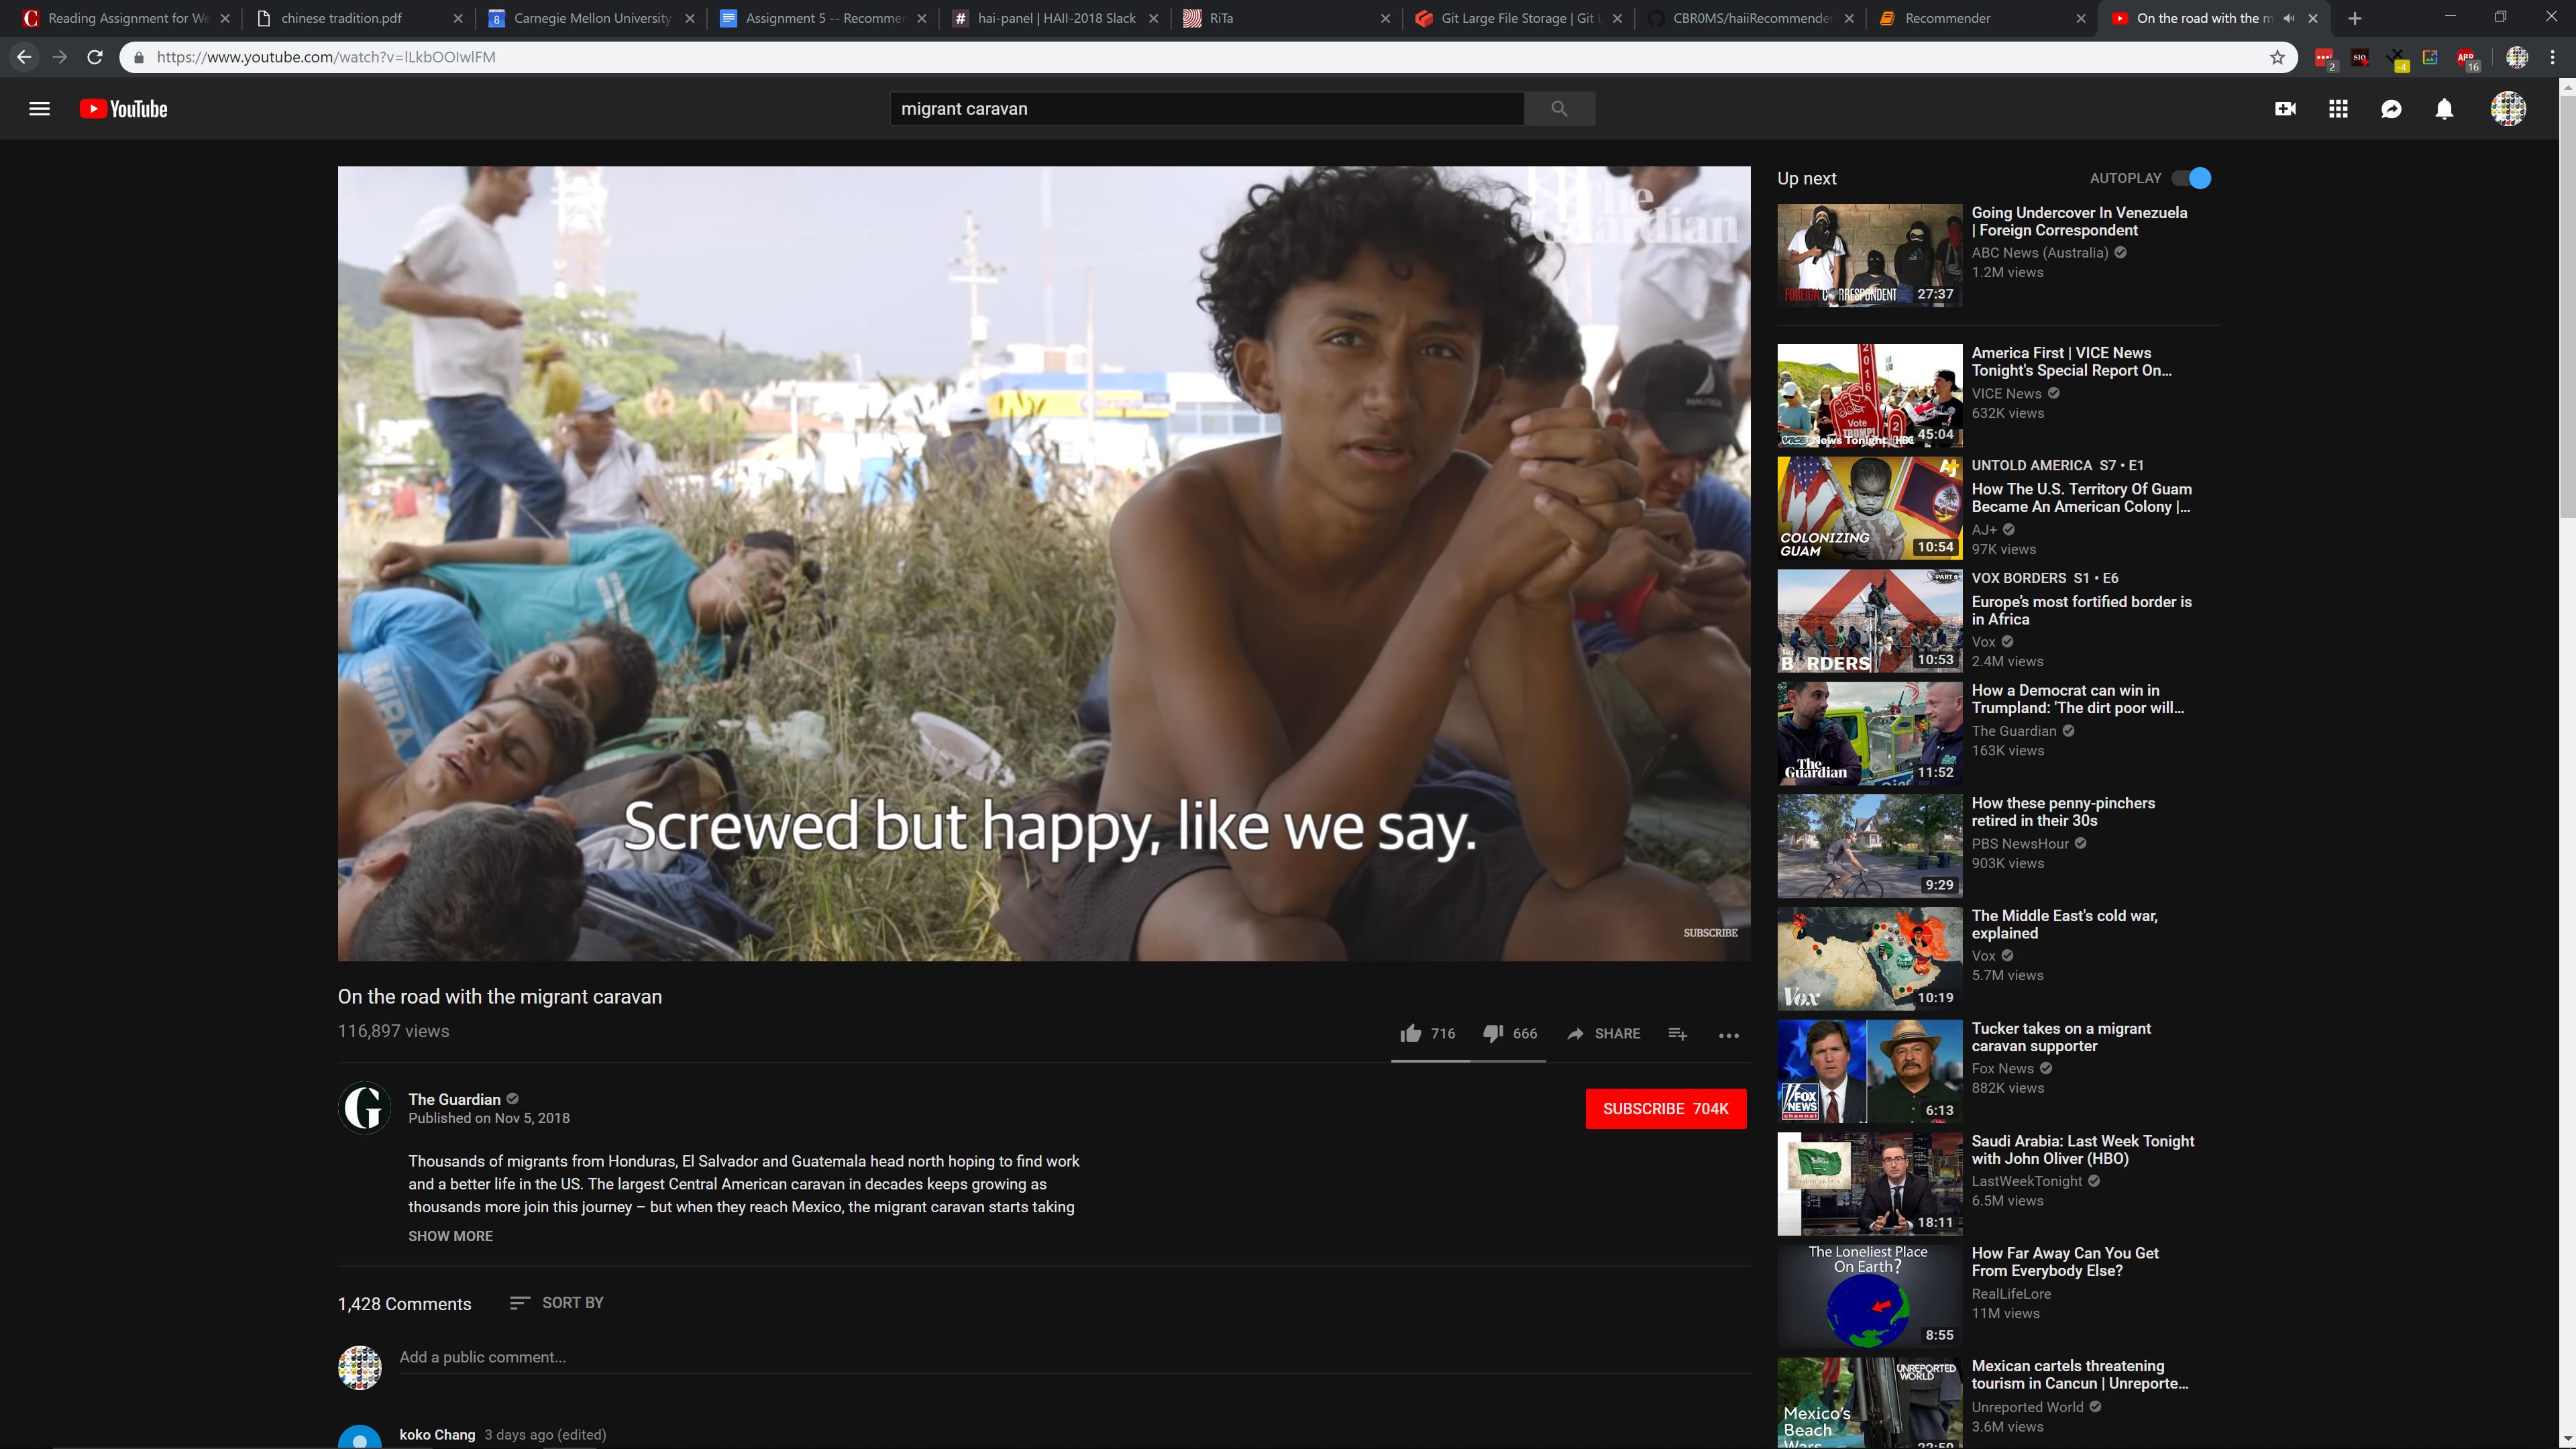 Reading Assignment for We
chinese tradition.pdf
Carnegie Mellon University
Assignment 5 -- Recommen
hai-panel | HAII-2018 Slack
RiTa
Git Large File Storage | Git L
CBR0MS/haiiRecommender
Recommender
On the road with the m
https://www.youtube.com/watch?v=lLkbOOIwlFM
2
-4
ABP
16
YouTube
migrant caravan
The
Guardian
Screwed but happy, like we say.
SUBSCRIBE
On the road with the migrant caravan
116,897 views
716
666
SHARE
The Guardian
Published on Nov 5, 2018
SUBSCRIBE 704K
Thousands of migrants from Honduras, El Salvador and Guatemala head north hoping to find work
and a better life in the US. The largest Central American caravan in decades keeps growing as
thousands more join this journey – but when they reach Mexico, the migrant caravan starts taking
SHOW MORE
1,428 Comments
SORT BY
Add a public comment...
koko Chang 3 days ago (edited)
Up next
AUTOPLAY
FOREIGN CORRESPONDENT
27:37
Going Undercover In Venezuela
| Foreign Correspondent
ABC News (Australia)
1.2M views
2016
Vote
TRUMP!
VICE News Tonight HBO
45:04
America First | VICE News
Tonight's Special Report On...
VICE News
632K views
COLONIZING
GUAM
10:54
UNTOLD AMERICA S7 • E1
How The U.S. Territory Of Guam
Became An American Colony |...
AJ+
97K views
PART 6
BORDERS
10:53
VOX BORDERS S1 • E6
Europe's most fortified border is
in Africa
Vox
2.4M views
The
Guardian
11:52
How a Democrat can win in
Trumpland: 'The dirt poor will...
The Guardian
163K views
9:29
How these penny-pinchers
retired in their 30s
PBS NewsHour
903K views
Vox
10:19
The Middle East's cold war,
explained
Vox
5.7M views
FOX
NEWS
channel
6:13
Tucker takes on a migrant
caravan supporter
Fox News
882K views
18:11
Saudi Arabia: Last Week Tonight
with John Oliver (HBO)
LastWeekTonight
6.5M views
The Loneliest Place
On Earth?
8:55
How Far Away Can You Get
From Everybody Else?
RealLifeLore
11M views
UNREPORTED
WORLD
Mexico's
Beach
Wars
22:50
Mexican cartels threatening
tourism in Cancun | Unreporte...
Unreported World
3.6M views